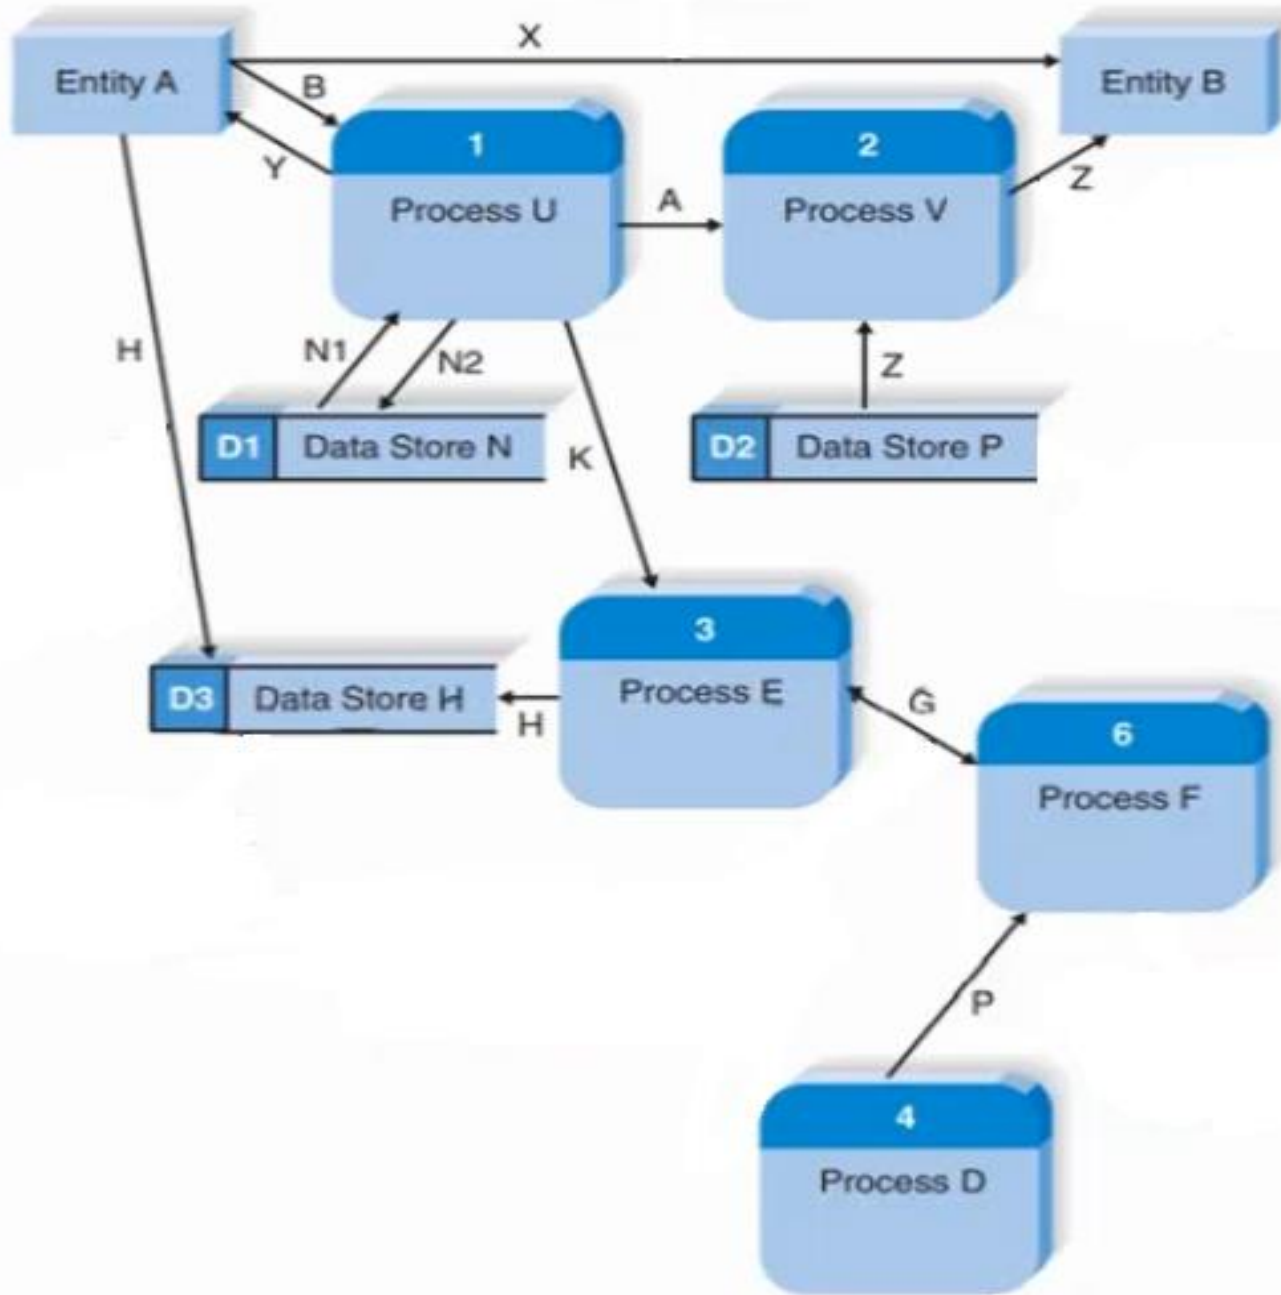 X
Entity A
Entity B
B
1
2
Y
Z
Process U
A
Process V
H
N1
N2
Z
D1 Data Store N
K
D2 Data Store P
3
D3 Data Store H
Process E
H
G
6
Process F
P
4
Process D